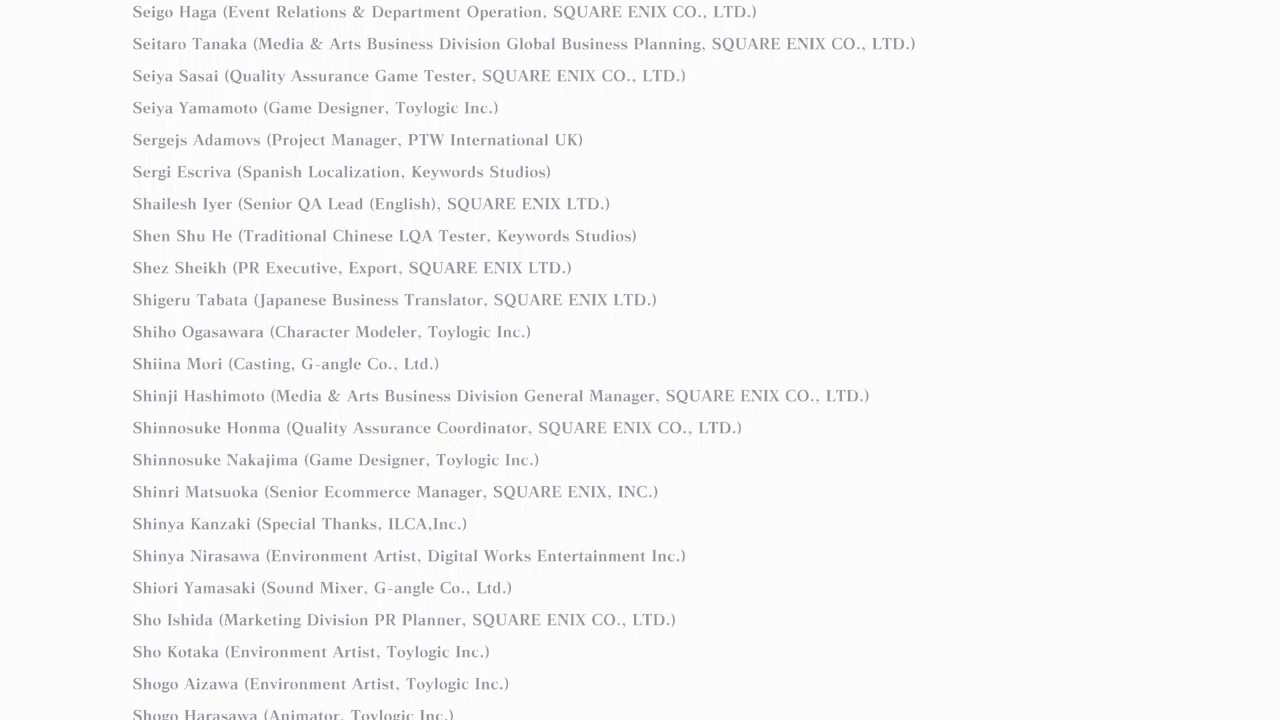 Seigo Haga (Event Relations & Department Operation, SQUARE ENIX CO., LTD.)
Seitaro Tanaka (Media & Arts Business Division Global Business Planning, SQUARE ENIX CO., LTD.)
Seiya Sasai (Quality Assurance Game Tester, SQUARE ENIX CO., LTD.)
Seiya Yamamoto (Game Designer, Toylogic Inc.)
Sergejs Adamovs (Project Manager, PTW International UK)
Sergi Escriva (Spanish Localization, Keywords Studios)
Shailesh Iyer (Senior QA Lead (English), SQUARE ENIX LTD.)
Shen Shu He (Traditional Chinese LQA Tester, Keywords Studios)
Shez Sheikh (PR Executive, Export, SQUARE ENIX LTD.)
Shigeru Tabata (Japanese Business Translator, SQUARE ENIX LTD.)
Shiho Ogasawara (Character Modeler, Toylogic Inc.)
Shiina Mori (Casting, G-angle Co., Ltd.)
Shinji Hashimoto (Media & Arts Business Division General Manager, SQUARE ENIX CO., LTD.)
Shinnosuke Honma (Quality Assurance Coordinator, SQUARE ENIX CO., LTD.)
Shinnosuke Nakajima (Game Designer, Toylogic Inc.)
Shinri Matsuoka (Senior Ecommerce Manager, SQUARE ENIX, INC.)
Shinya Kanzaki (Special Thanks, ILCA,Inc.)
Shinya Nirasawa (Environment Artist, Digital Works Entertainment Inc.)
Shiori Yamasaki (Sound Mixer, G-angle Co., Ltd.)
Sho Ishida (Marketing Division PR Planner, SQUARE ENIX CO., LTD.)
Sho Kotaka (Environment Artist, Toylogic Inc.)
Shogo Aizawa (Environment Artist, Toylogic Inc.)
Shogo Harasawa (Animator, Toylogic Inc.)